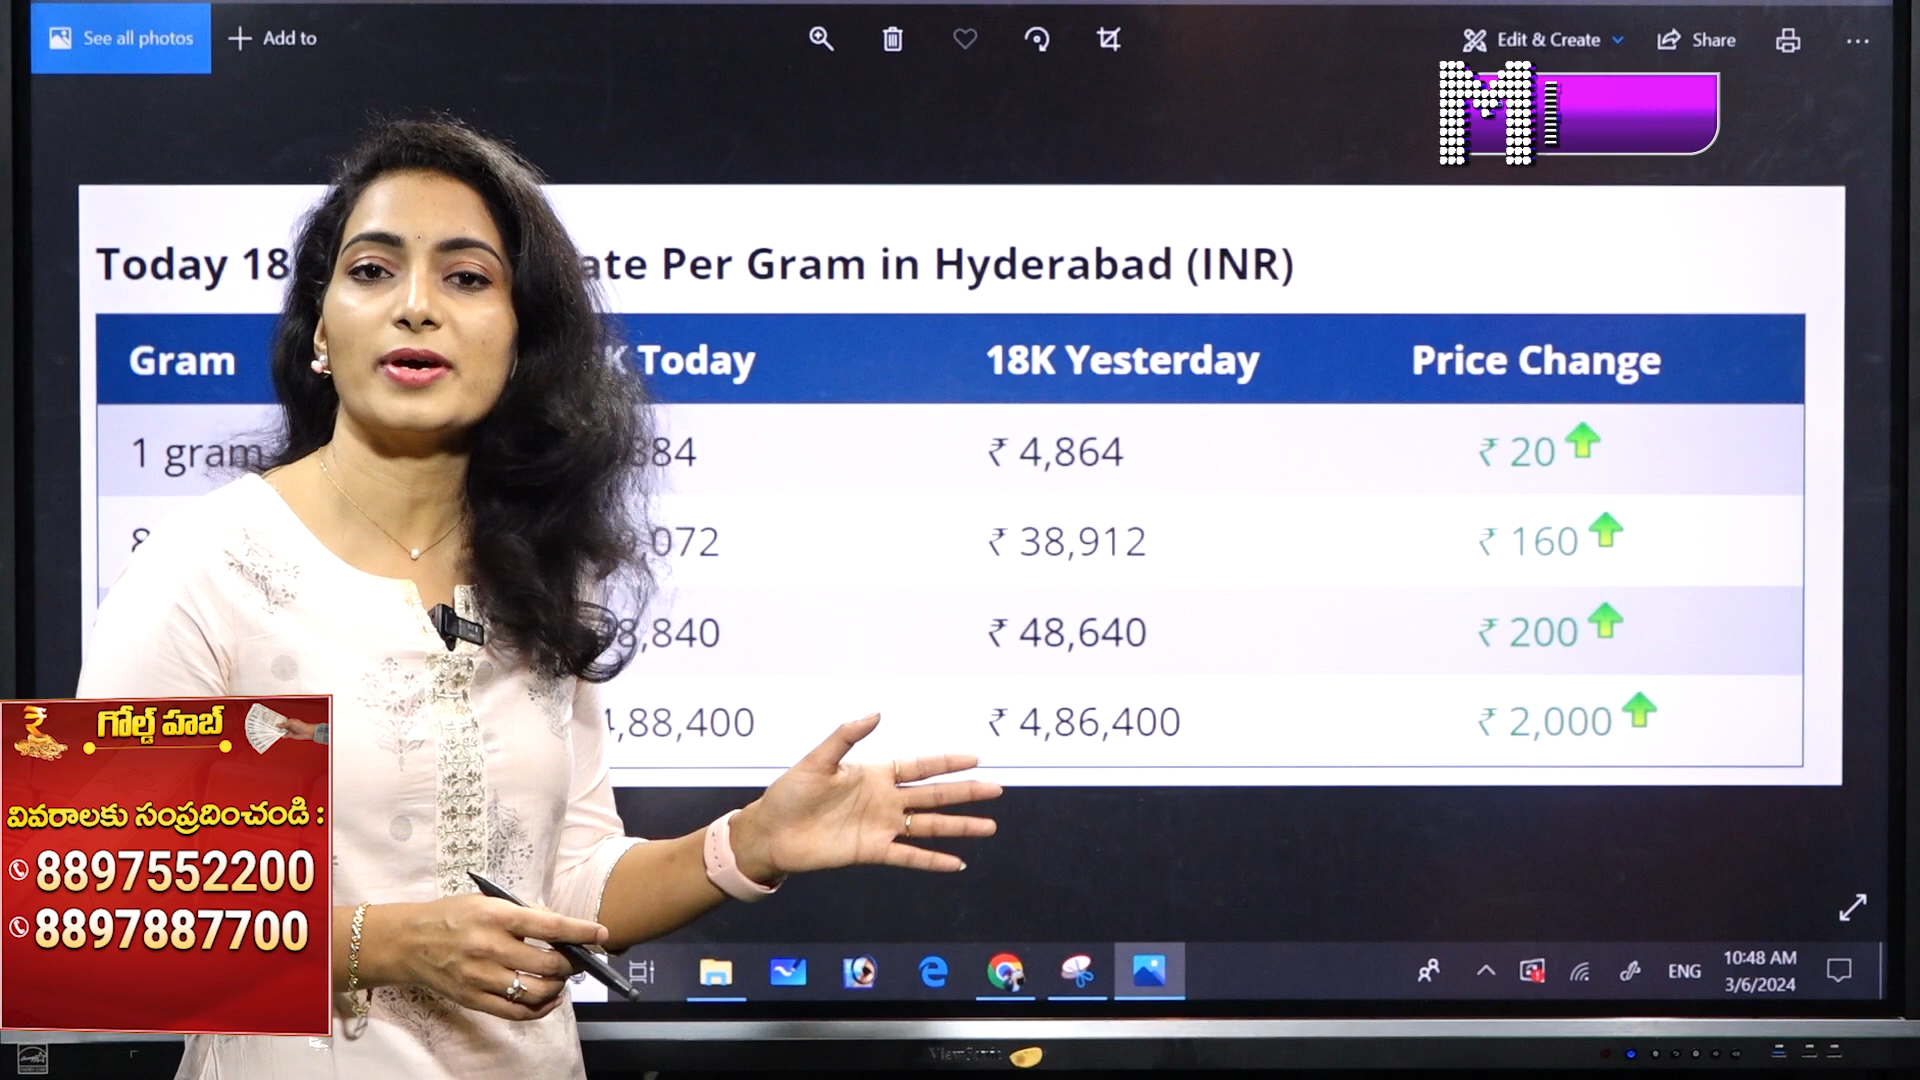 See all photos
Add to
Edit & Create
Share
M
Today 18 ate Per Gram in Hyderabad (INR)
Gram K Today 18K Yesterday Price Change
1 gram 884 ₹ 4,864 ₹ 20
8 ,072 ₹ 38,912 ₹ 160
8,840 ₹ 48,640 ₹ 200
4,88,400 ₹ 4,86,400 ₹ 2,000
గోల్డ్ హబ్
వివరాలకు సంప్రదించండి :
8897552200
8897887700
ENG
10:48 AM
3/6/2024
ViewSonic